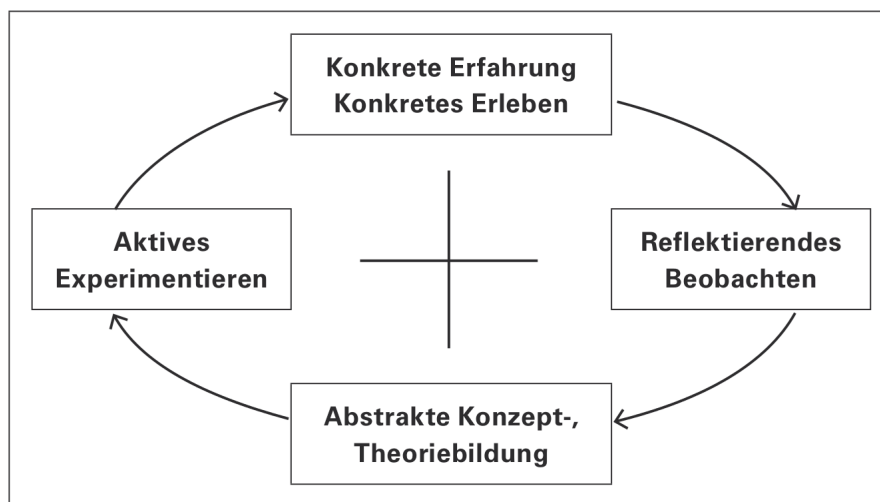 Konkrete Erfahrung
Konkretes Erleben
Aktives
Experimentieren
Reflektierendes
Beobachten
Abstrakte Konzept-,
Theoriebildung